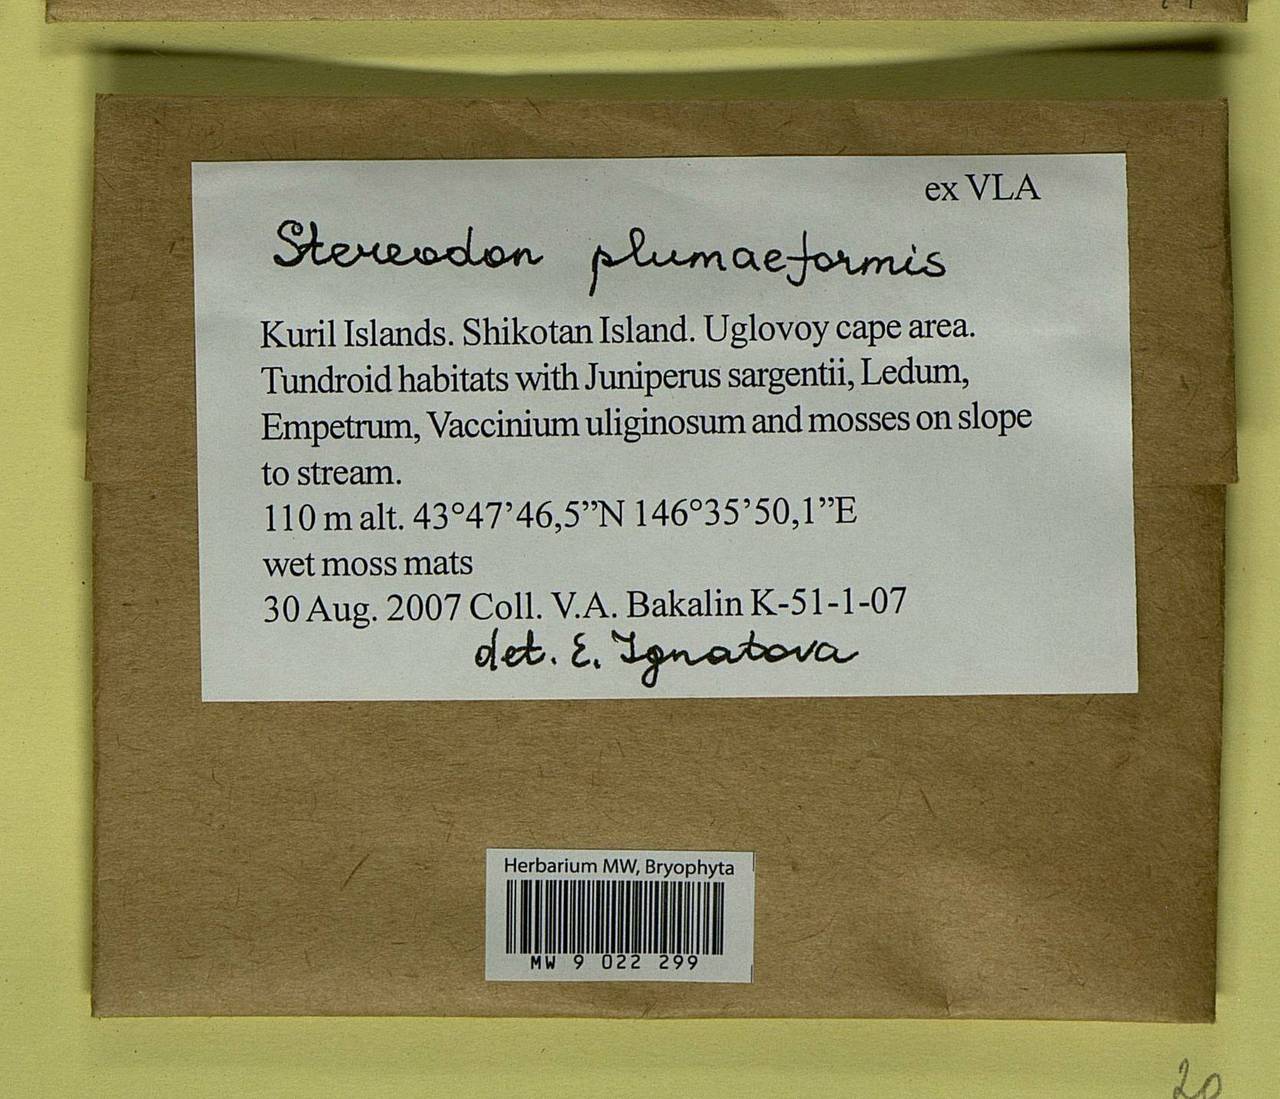 ex VLA
Stereodon plumaeformis
Kuril Islands. Shikotan Island. Uglovoy cape area.
Tundroid habitats with Juniperus sargentii, Ledum,
Empetrum, Vaccinium uliginosum and mosses on slope
to stream.
110 m alt. 43°47’46,5”N 146°35’50,1”E
wet moss mats
30 Aug. 2007 Coll. V.A. Bakalin K-51-1-07
det. E. Ignatova
Herbarium MW, Bryophyta
MW 9 022 299
20